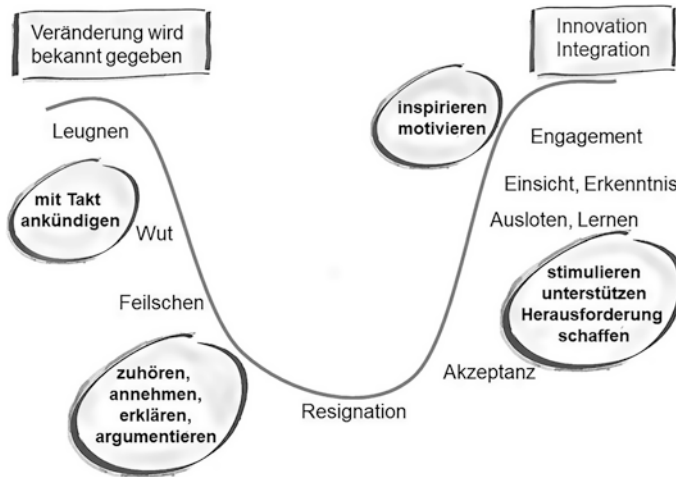 Veränderung wird
bekannt gegeben
Innovation
Integration
inspirieren
motivieren
Leugnen
Engagement
mit Takt
ankündigen
Einsicht, Erkenntnis
Wut
Ausloten, Lernen
stimulieren
unterstützen
Herausforderung
schaffen
Feilschen
zuhören,
annehmen,
erklären,
argumentieren
Akzeptanz
Resignation